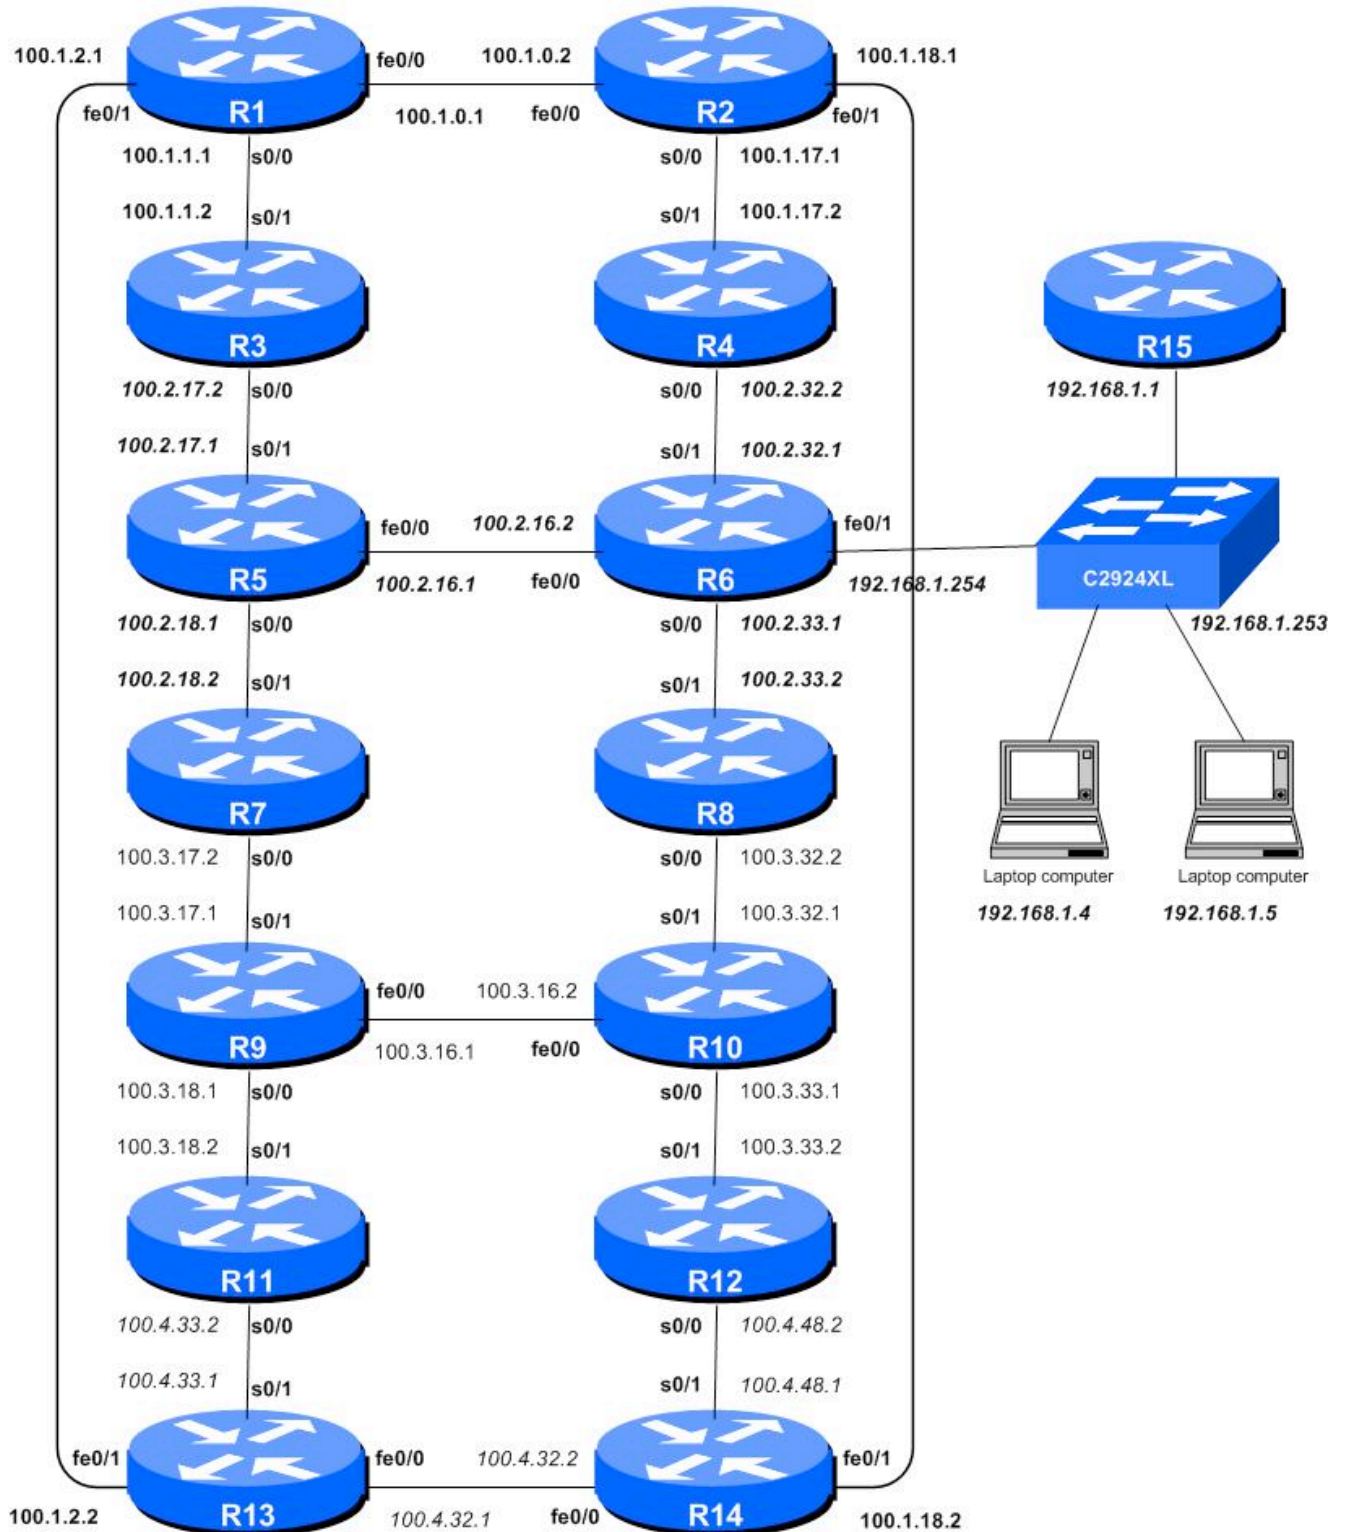 100.1.2.1 fe0/0 100.1.0.2 100.1.18.1
fe0/1 R1 100.1.0.1 fe0/0 R2 fe0/1
100.1.1.1 s0/0 s0/0 100.1.17.1
100.1.1.2 s0/1 s0/1 100.1.17.2
R3 R4 R15
100.2.17.2 s0/0 s0/0 100.2.32.2 192.168.1.1
100.2.17.1 s0/1 s0/1 100.2.32.1
fe0/0 100.2.16.2 fe0/1
R5 100.2.16.1 fe0/0 R6 192.168.1.254 C2924XL
100.2.18.1 s0/0 s0/0 100.2.33.1 192.168.1.253
100.2.18.2 s0/1 s0/1 100.2.33.2
R7 R8
100.3.17.2 s0/0 s0/0 100.3.32.2 Laptop computer Laptop computer
100.3.17.1 s0/1 s0/1 100.3.32.1 192.168.1.4 192.168.1.5
fe0/0 100.3.16.2
R9 100.3.16.1 fe0/0 R10
100.3.18.1 s0/0 s0/0 100.3.33.1
100.3.18.2 s0/1 s0/1 100.3.33.2
R11 R12
100.4.33.2 s0/0 s0/0 100.4.48.2
100.4.33.1 s0/1 s0/1 100.4.48.1
fe0/1 fe0/0 100.4.32.2 fe0/1
100.1.2.2 R13 100.4.32.1 fe0/0 R14 100.1.18.2